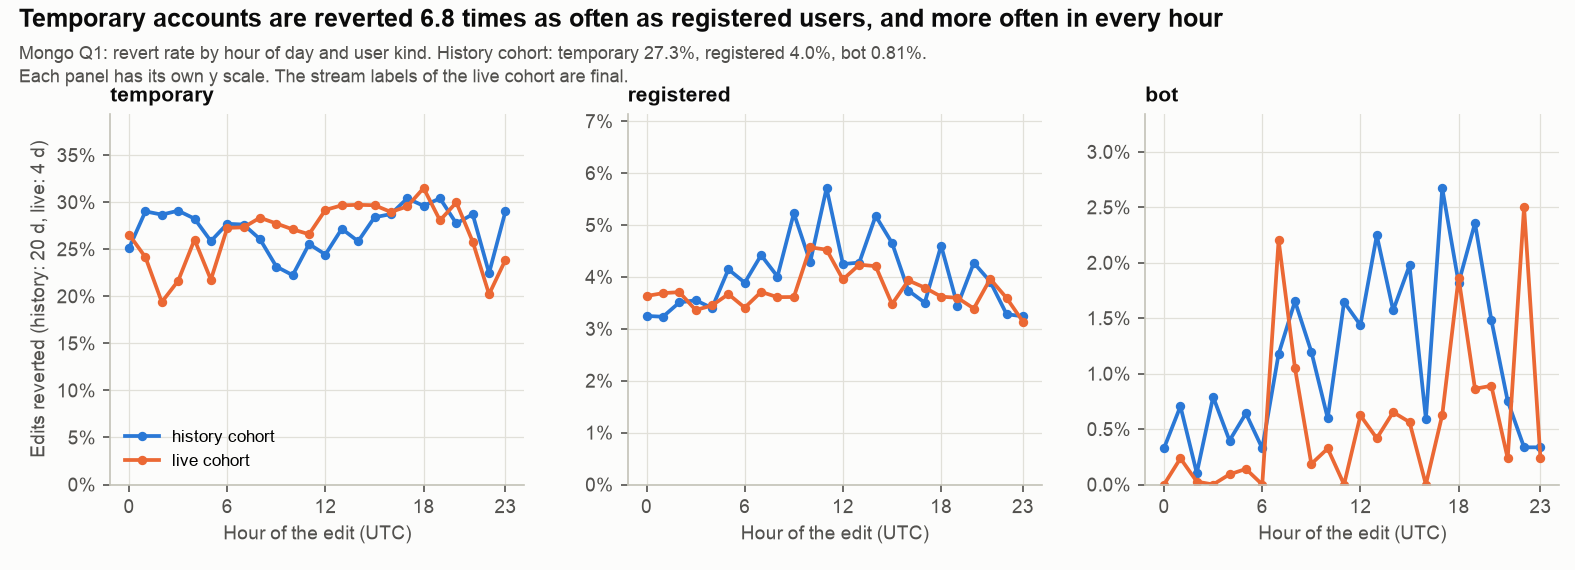 Temporary accounts are reverted 6.8 times as often as registered users, and more often in every hour
Mongo Q1: revert rate by hour of day and user kind. History cohort: temporary 27.3%, registered 4.0%, bot 0.81%.
Each panel has its own y scale. The stream labels of the live cohort are final.
temporary
Edits reverted (history: 20 d, live: 4 d)
35%
30%
25%
20%
15%
10%
5%
0%
history cohort
live cohort
0 6 12 18 23
Hour of the edit (UTC)
registered
7%
6%
5%
4%
3%
2%
1%
0%
0 6 12 18 23
Hour of the edit (UTC)
bot
3.0%
2.5%
2.0%
1.5%
1.0%
0.5%
0.0%
0 6 12 18 23
Hour of the edit (UTC)